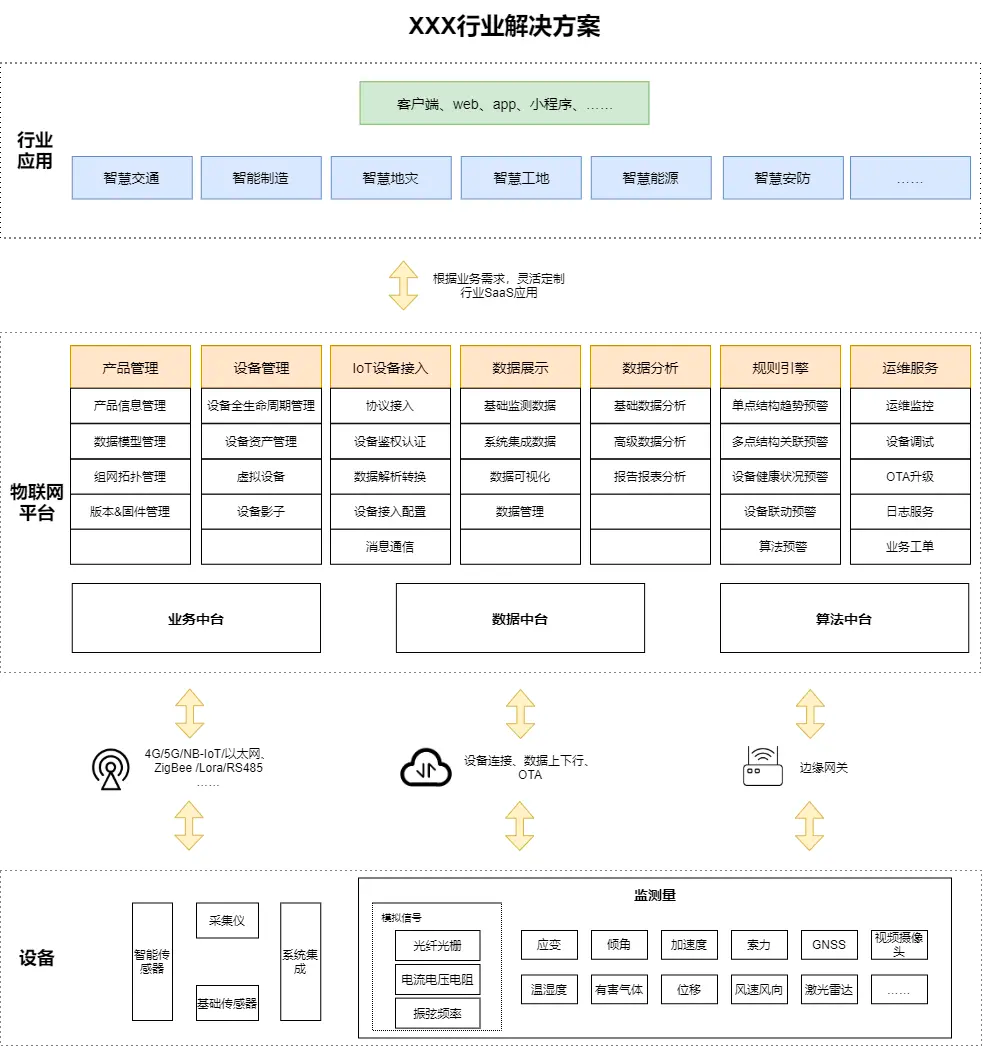 XXX行业解决方案
行业
应用
客户端、web、app、小程序、……
智慧交通
智能制造
智慧地灾
智慧工地
智慧能源
智慧安防
……
根据业务需求，灵活定制
行业SaaS应用
物联网
平台
产品管理
设备管理
IoT设备接入
数据展示
数据分析
规则引擎
运维服务
产品信息管理
设备全生命周期管理
协议接入
基础监测数据
基础数据分析
单点结构趋势预警
运维监控
数据模型管理
设备资产管理
设备鉴权认证
系统集成数据
高级数据分析
多点结构关联预警
设备调试
组网拓扑管理
虚拟设备
数据解析转换
数据可视化
报告报表分析
设备健康状况预警
OTA升级
版本&固件管理
设备影子
设备接入配置
数据管理
设备联动预警
日志服务
消息通信
算法预警
业务工单
业务中台
数据中台
算法中台
4G/5G/NB-IoT/以太网、
ZigBee /Lora/RS485
……
设备连接、数据上下行、
OTA
边缘网关
设备
智能传
感器
采集仪
基础传感器
系统集
成
监测量
模拟信号
光纤光栅
电流电压电阻
振弦频率
应变
倾角
加速度
索力
GNSS
视频摄像
头
温湿度
有害气体
位移
风速风向
激光雷达
……